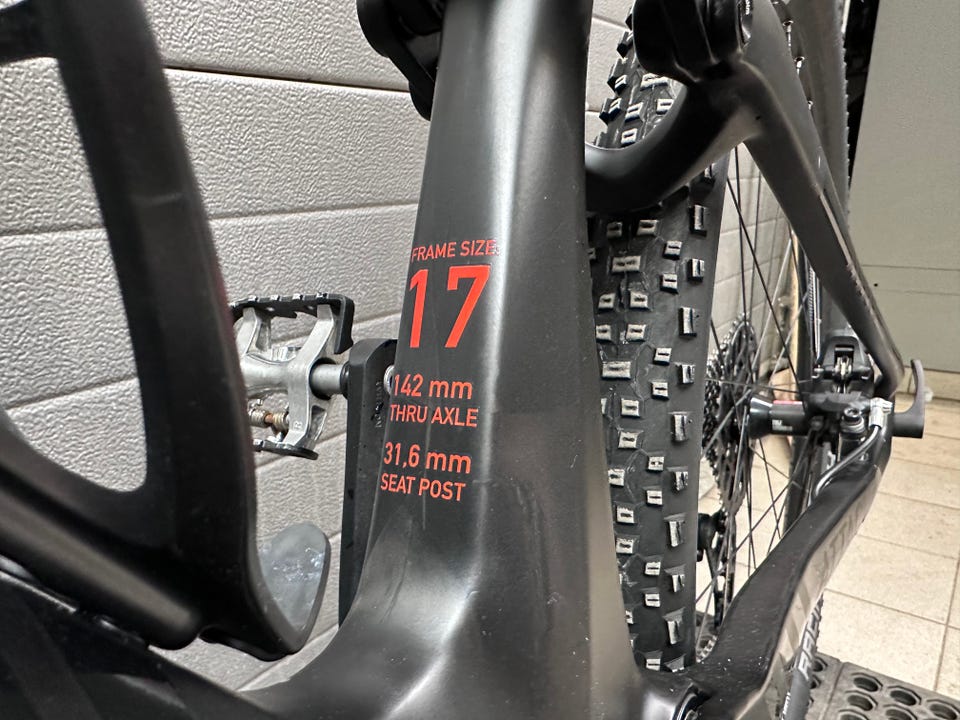 FRAME SIZE
17
142 mm
THRU AXLE
31,6 mm
SEAT POST